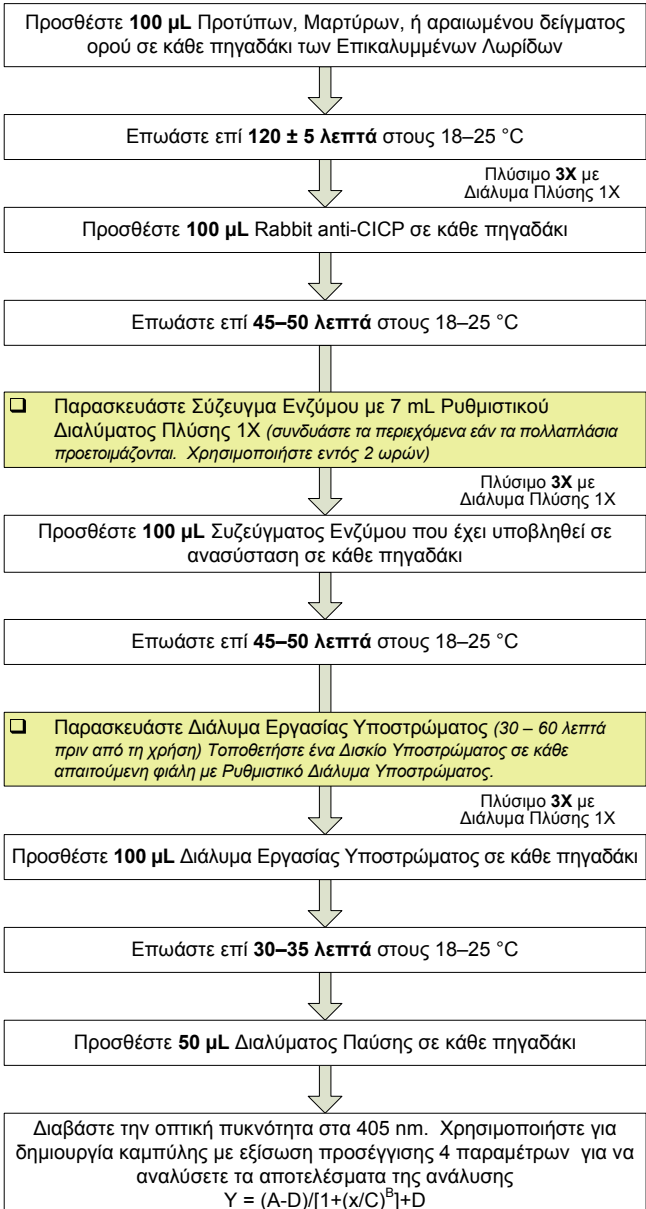 Προσθέστε 100 µL Προτύπων, Μαρτύρων, ή αραιωμένου δείγματος
ορού σε κάθε πηγαδάκι των Επικαλυμμένων Λωρίδων
Επωάστε επί 120 ± 5 λεπτά στους 18–25 °C
Πλύσιμο 3X με
Διάλυμα Πλύσης 1X
Προσθέστε 100 µL Rabbit anti-CICP σε κάθε πηγαδάκι
Επωάστε επί 45–50 λεπτά στους 18–25 °C
❑ Παρασκευάστε Σύζευγμα Ενζύμου με 7 mL Ρυθμιστικού
Διαλύματος Πλύσης 1X (συνδυάστε τα περιεχόμενα εάν τα πολλαπλάσια
προετοιμάζονται. Χρησιμοποιήστε εντός 2 ωρών)
Πλύσιμο 3X με
Διάλυμα Πλύσης 1X
Προσθέστε 100 µL Συζεύγματος Ενζύμου που έχει υποβληθεί σε
ανασύσταση σε κάθε πηγαδάκι
Επωάστε επί 45–50 λεπτά στους 18–25 °C
❑ Παρασκευάστε Διάλυμα Εργασίας Υποστρώματος (30 – 60 λεπτά
πριν από τη χρήση) Τοποθετήστε ένα Δισκίο Υποστρώματος σε κάθε
απαιτούμενη φιάλη με Ρυθμιστικό Διάλυμα Υποστρώματος.
Πλύσιμο 3X με
Διάλυμα Πλύσης 1X
Προσθέστε 100 µL Διάλυμα Εργασίας Υποστρώματος σε κάθε πηγαδάκι
Επωάστε επί 30–35 λεπτά στους 18–25 °C
Προσθέστε 50 µL Διαλύματος Παύσης σε κάθε πηγαδάκι
Διαβάστε την οπτική πυκνότητα στα 405 nm. Χρησιμοποιήστε για
δημιουργία καμπύλης με εξίσωση προσέγγισης 4 παραμέτρων για να
αναλύσετε τα αποτελέσματα της ανάλυσης
Y = (A-D)/[1+(x/C)^B]+D